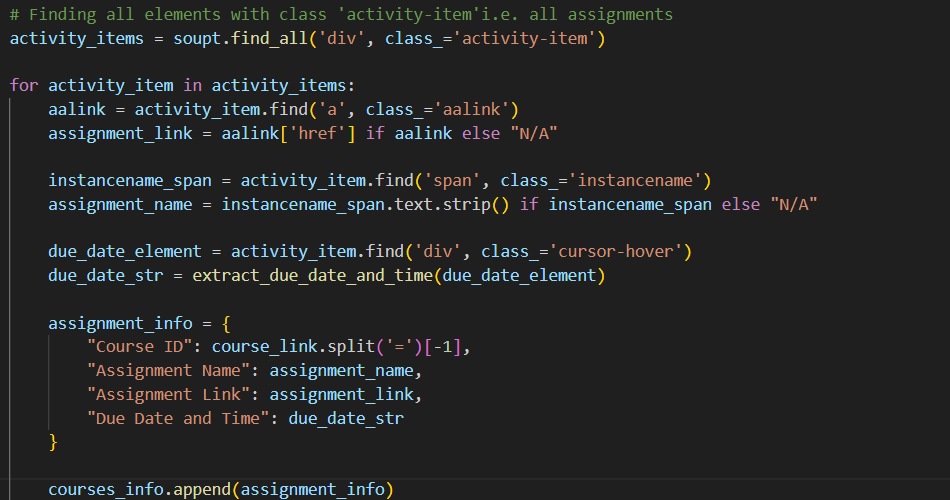 # Finding all elements with class 'activity-item'i.e. all assignments
activity_items = soupt.find_all('div', class_='activity-item')
for activity_item in activity_items:
aalink = activity_item.find('a', class_='aalink')
assignment_link = aalink['href'] if aalink else "N/A"
instancename_span = activity_item.find('span', class_='instancename')
assignment_name = instancename_span.text.strip() if instancename_span else "N/A"
due_date_element = activity_item.find('div', class_='cursor-hover')
due_date_str = extract_due_date_and_time(due_date_element)
assignment_info = {
"Course ID": course_link.split('=')[-1],
"Assignment Name": assignment_name,
"Assignment Link": assignment_link,
"Due Date and Time": due_date_str
}
courses_info.append(assignment_info)